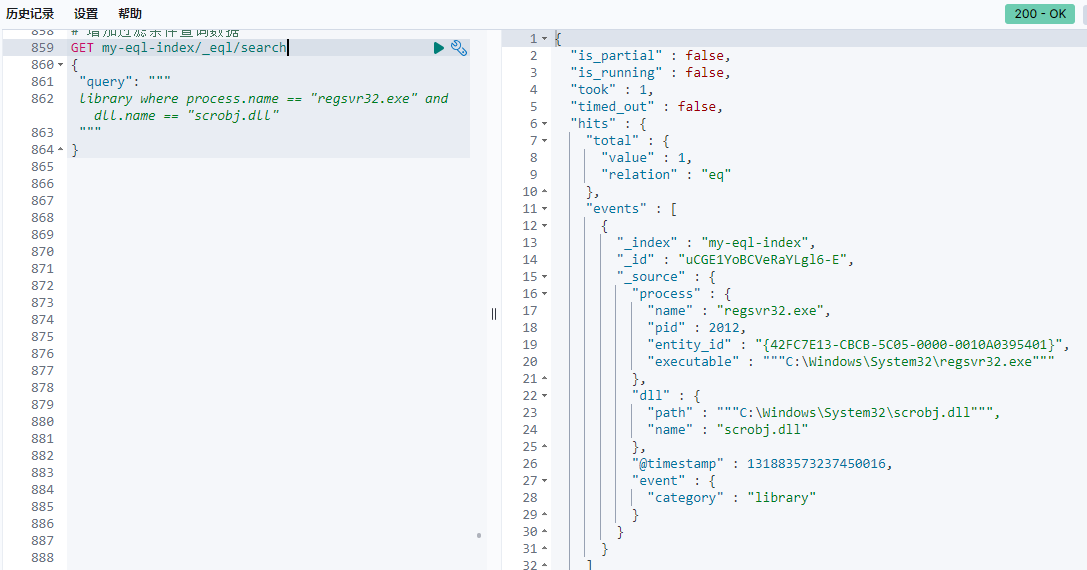 历史记录 设置 帮助
200 - OK
858 # 增加过滤条件查询数据
859 GET my-eql-index/_eql/search
860 {
861 "query": """
862 library where process.name == "regsvr32.exe" and
dll.name == "scrobj.dll"
863 """
864 }
865
866
867
868
869
870
871
872
873
874
875
876
877
878
879
880
881
882
883
884
885
886
887
888
1 {
2 "is_partial" : false,
3 "is_running" : false,
4 "took" : 1,
5 "timed_out" : false,
6 "hits" : {
7 "total" : {
8 "value" : 1,
9 "relation" : "eq"
10 },
11 "events" : [
12 {
13 "_index" : "my-eql-index",
14 "_id" : "uCGE1YoBCVeRaYLgl6-E",
15 "_source" : {
16 "process" : {
17 "name" : "regsvr32.exe",
18 "pid" : 2012,
19 "entity_id" : "{42FC7E13-CBCB-5C05-0000-0010A0395401}",
20 "executable" : """C:\Windows\System32\regsvr32.exe"""
21 },
22 "dll" : {
23 "path" : """C:\Windows\System32\scrobj.dll""",
24 "name" : "scrobj.dll"
25 },
26 "@timestamp" : 131883573237450016,
27 "event" : {
28 "category" : "library"
29 }
30 }
31 }
32 ]